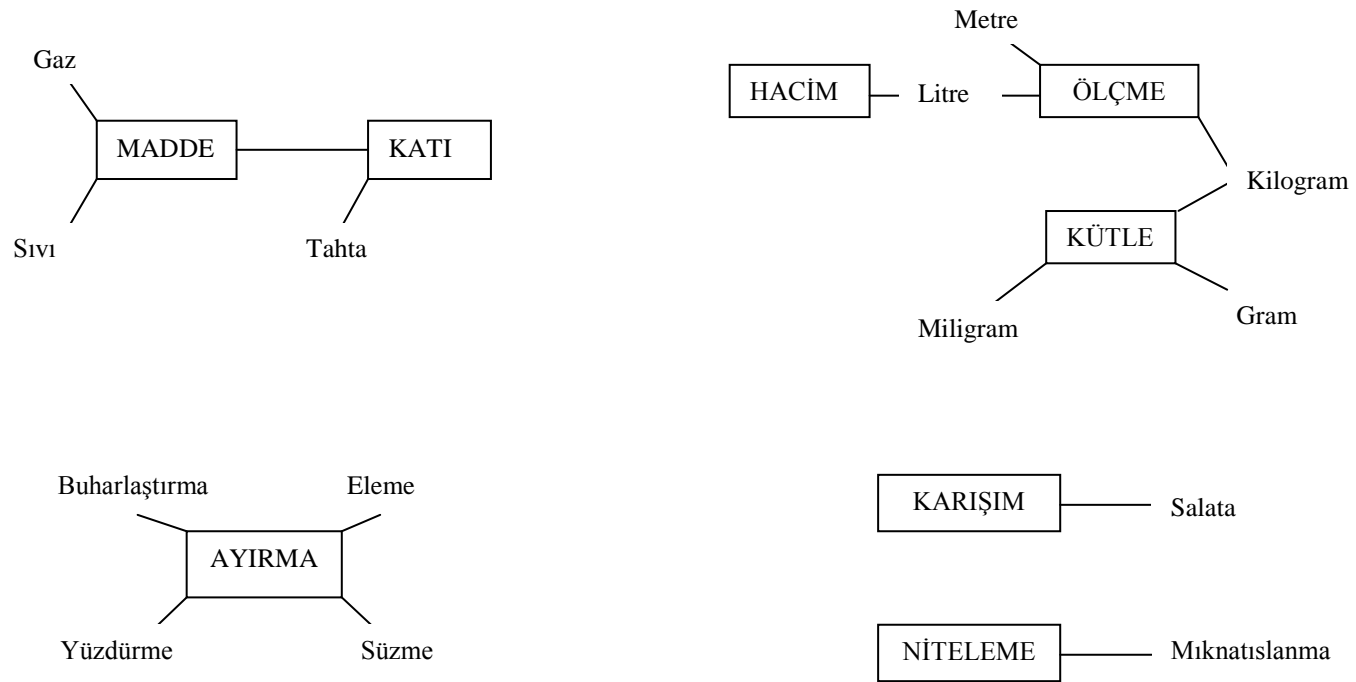 Metre
Gaz
HACİM
Litre
ÖLÇME
MADDE
KATI
Kilogram
Sıvı
Tahta
KÜTLE
Miligram
Gram
Buharlaştırma
Eleme
KARIŞIM
Salata
AYIRMA
Yüzdürme
Süzme
NİTELEME
Mıknatıslanma